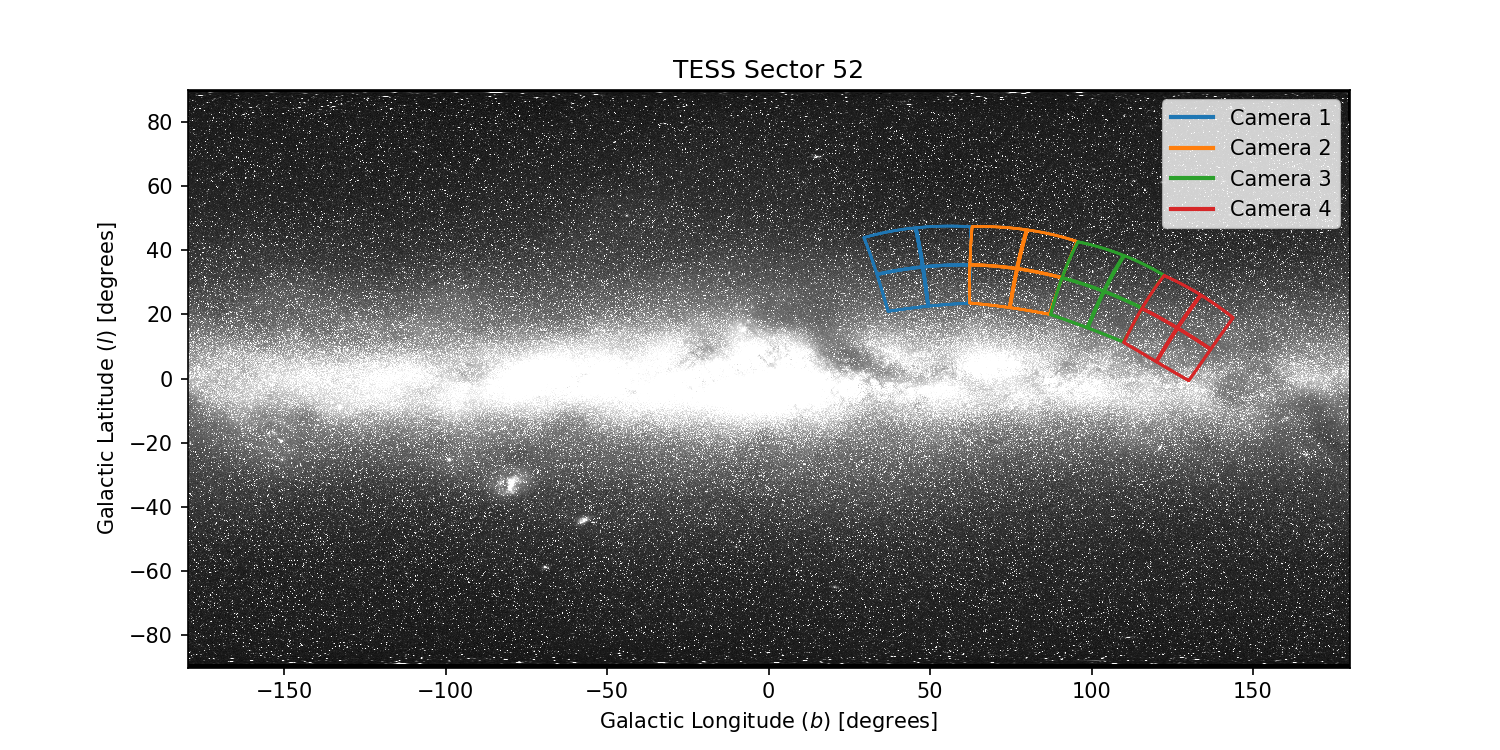 TESS Sector 52
Camera 1
Camera 2
Camera 3
Camera 4
80
60
40
20
0
−20
−40
−60
−80
Galactic Latitude (l) [degrees]
−150
−100
−50
0
50
100
150
Galactic Longitude (b) [degrees]